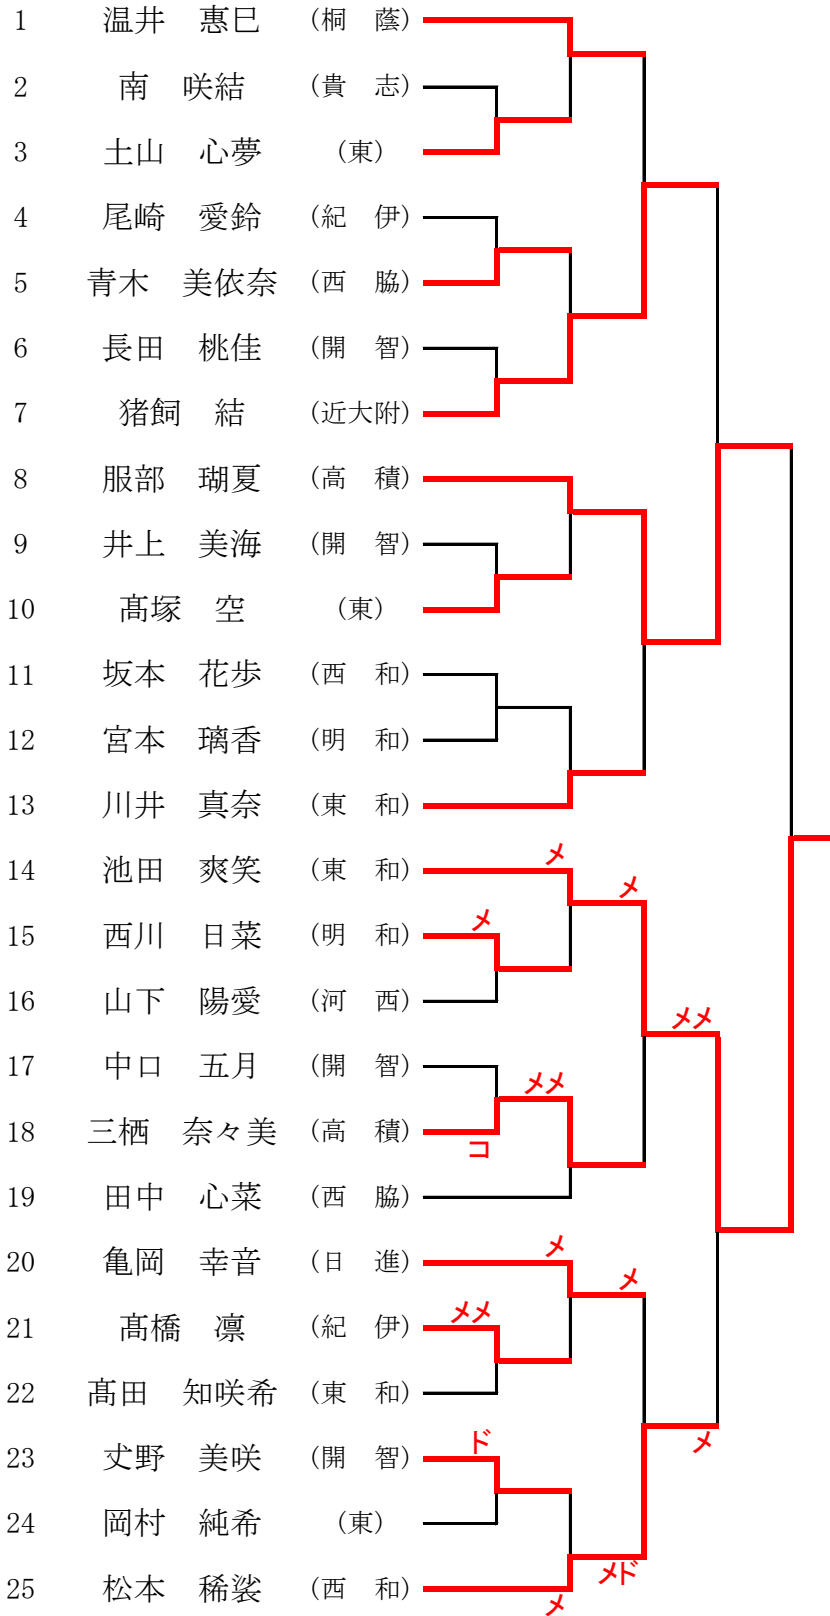 1 温井 惠巳 (桐 蔭)
2 南 咲結 (貴 志)
3 土山 心夢 (東)
4 尾崎 愛鈴 (紀 伊)
5 青木 美依奈 (西 脇)
6 長田 桃佳 (開 智)
7 猪飼 結 (近大附)
8 服部 瑚夏 (高 積)
9 井上 美海 (開 智)
10 髙塚 空 (東)
11 坂本 花歩 (西 和)
12 宮本 璃香 (明 和)
13 川井 真奈 (東 和)
メ
14 池田 爽笑 (東 和)
メ
メ
15 西川 日菜 (明 和)
16 山下 陽愛 (河 西)
メメ
17 中口 五月 (開 智)
メメ
18 三栖 奈々美 (高 積)
コ
19 田中 心菜 (西 脇)
メ
20 亀岡 幸音 (日 進)
メ
メメ
21 髙橋 凛 (紀 伊)
22 髙田 知咲希 (東 和)
メ
ド
23 丈野 美咲 (開 智)
24 岡村 純希 (東)
メド
25 松本 稀裟 (西 和)
メ